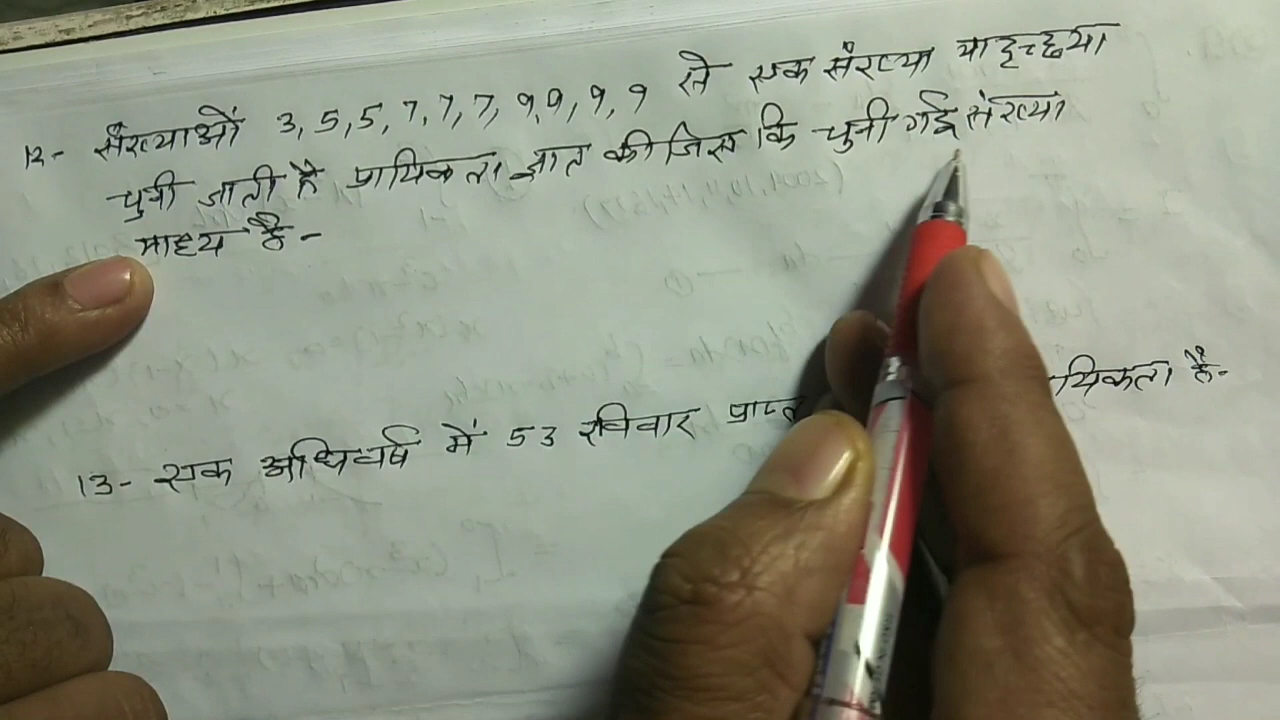 12- संख्याओं 3, 5, 5, 7, 7, 7, 9, 9, 9, 9 से एक संख्या यादृच्छया
चुनी जाती है प्रायिकता ज्ञात कीजिए कि चुनी गई संख्या
माध्य है -
13- एक अधिवर्ष में 53 रविवार प्राप्त यिकता है-